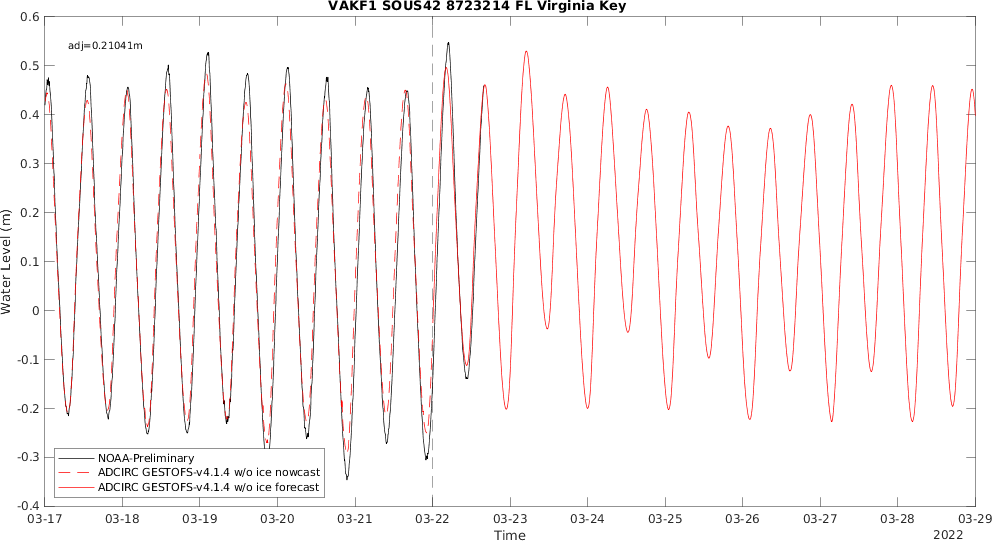 VAKF1 SOUS42 8723214 FL Virginia Key
adj=0.21041m
0.6
0.5
0.4
0.3
0.2
0.1
0
-0.1
-0.2
-0.3
-0.4
Water Level (m)
NOAA-Preliminary
ADCIRC GESTOFS-v4.1.4 w/o ice nowcast
ADCIRC GESTOFS-v4.1.4 w/o ice forecast
03-17 03-18 03-19 03-20 03-21 03-22 03-23 03-24 03-25 03-26 03-27 03-28 03-29
Time
2022